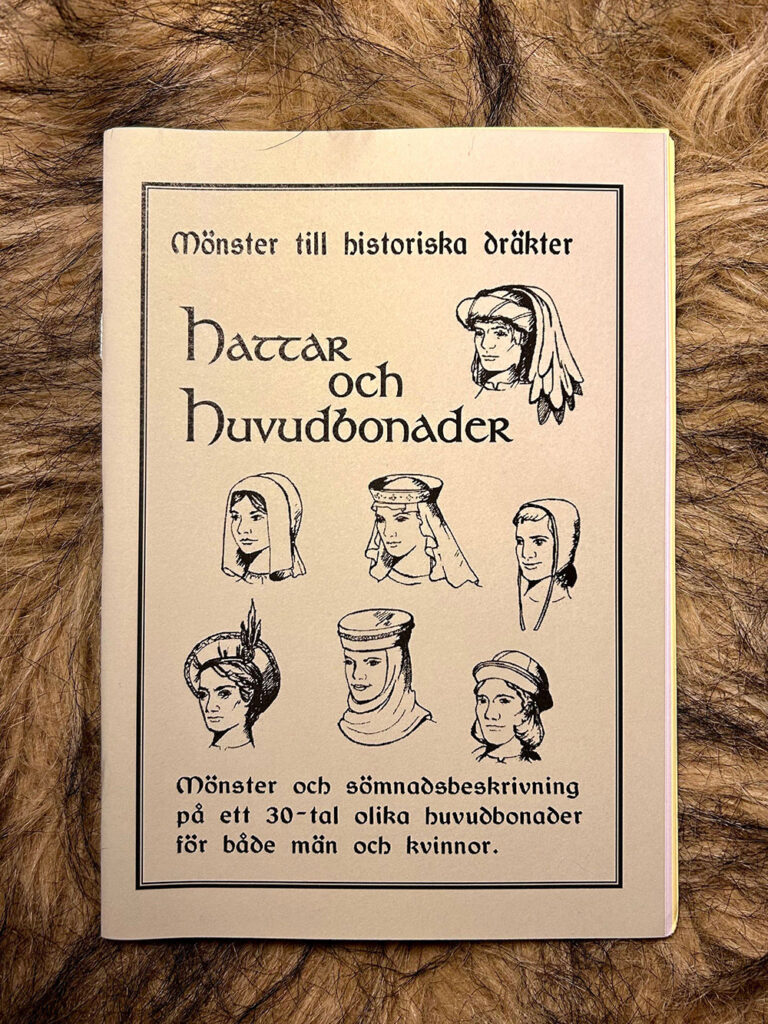 Mönster till historiska dräkter
Hattar
och
Huvudbonader
Mönster och sömnadsbeskrivning
på ett 30-tal olika huvudbonader
för både män och kvinnor.